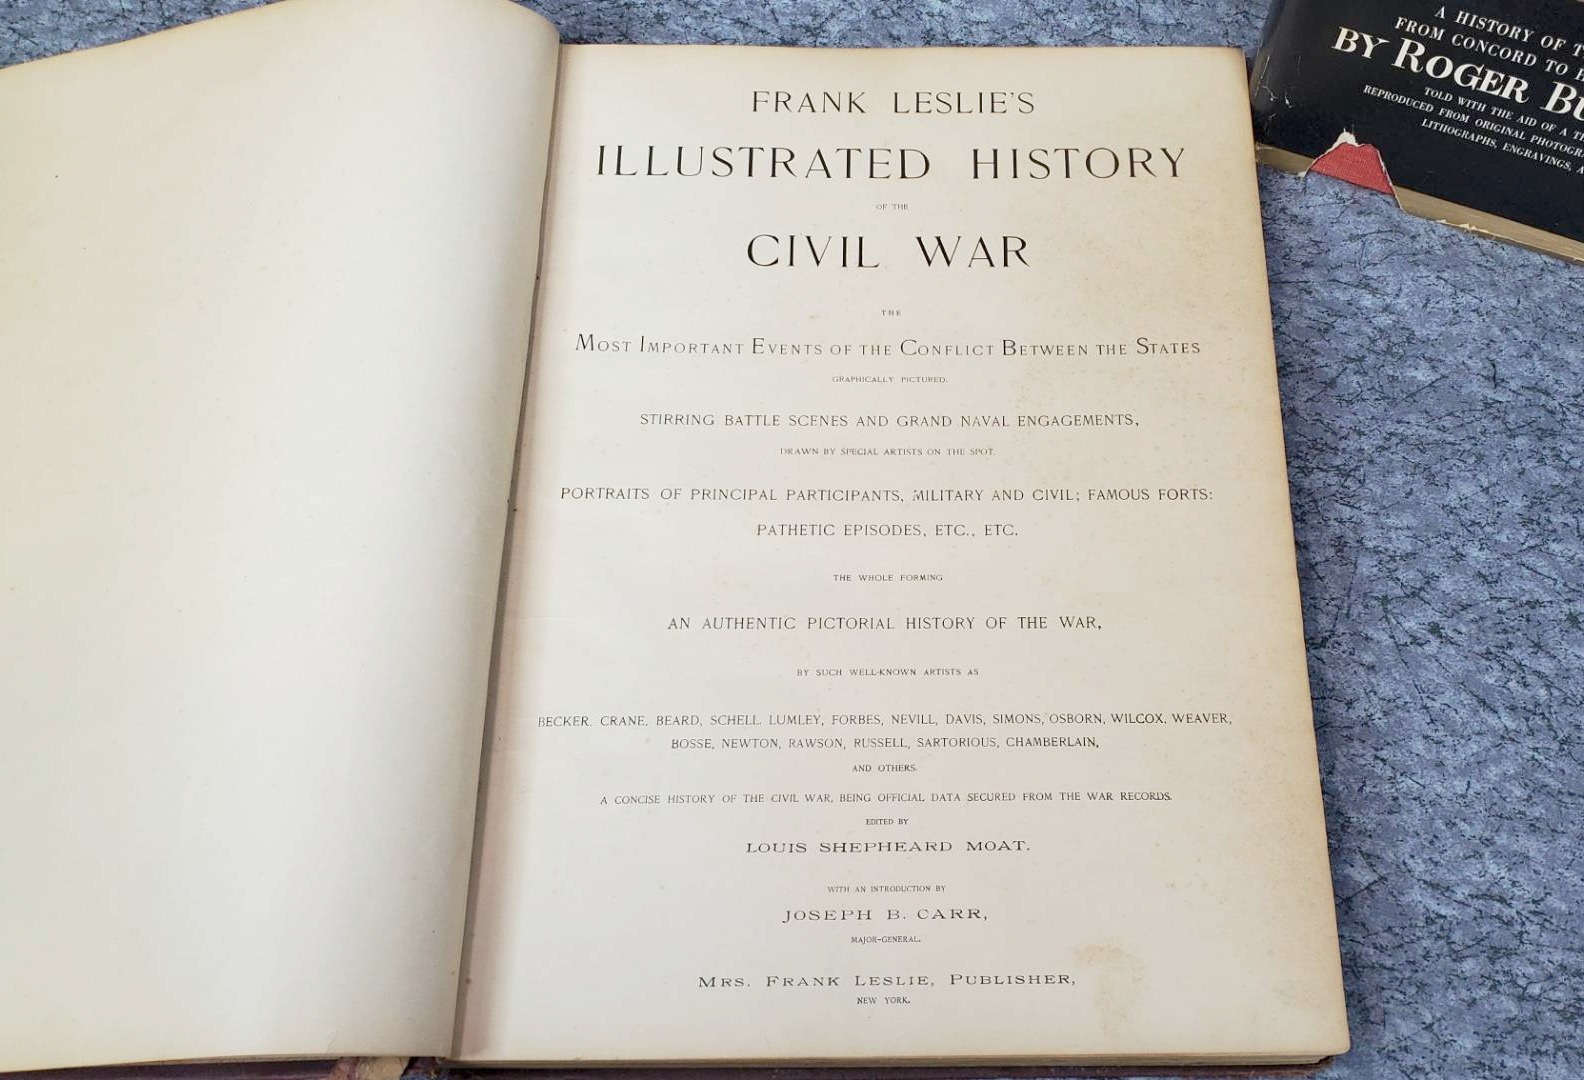 FRANK LESLIE'S
ILLUSTRATED HISTORY
OF THE
CIVIL WAR
THE
MOST IMPORTANT EVENTS OF THE CONFLICT BETWEEN THE STATES
GRAPHICALLY PICTURED.
STIRRING BATTLE SCENES AND GRAND NAVAL ENGAGEMENTS,
DRAWN BY SPECIAL ARTISTS ON THE SPOT.
PORTRAITS OF PRINCIPAL PARTICIPANTS, MILITARY AND CIVIL; FAMOUS FORTS:
PATHETIC EPISODES, ETC., ETC.
THE WHOLE FORMING
AN AUTHENTIC PICTORIAL HISTORY OF THE WAR,
BY SUCH WELL-KNOWN ARTISTS AS
BECKER. CRANE, BEARD, SCHELL. LUMLEY, FORBES, NEVILL, DAVIS, SIMONS, OSBORN, WILCOX, WEAVER,
BOSSE, NEWTON, RAWSON, RUSSELL, SARTORIOUS, CHAMBERLAIN,
AND OTHERS.
A CONCISE HISTORY OF THE CIVIL WAR, BEING OFFICIAL DATA SECURED FROM THE WAR RECORDS.
EDITED BY
LOUIS SHEPHEARD MOAT.
WITH AN INTRODUCTION BY
JOSEPH B. CARR,
MAJOR-GENERAL.
MRS. FRANK LESLIE, PUBLISHER,
NEW YORK.
A HISTORY OF
FROM CONCORD TO
BY ROGER
TOLD WITH THE AID OF A
REPRODUCED FROM ORIGINAL
LITHOGRAPHS, ENGRAVINGS,